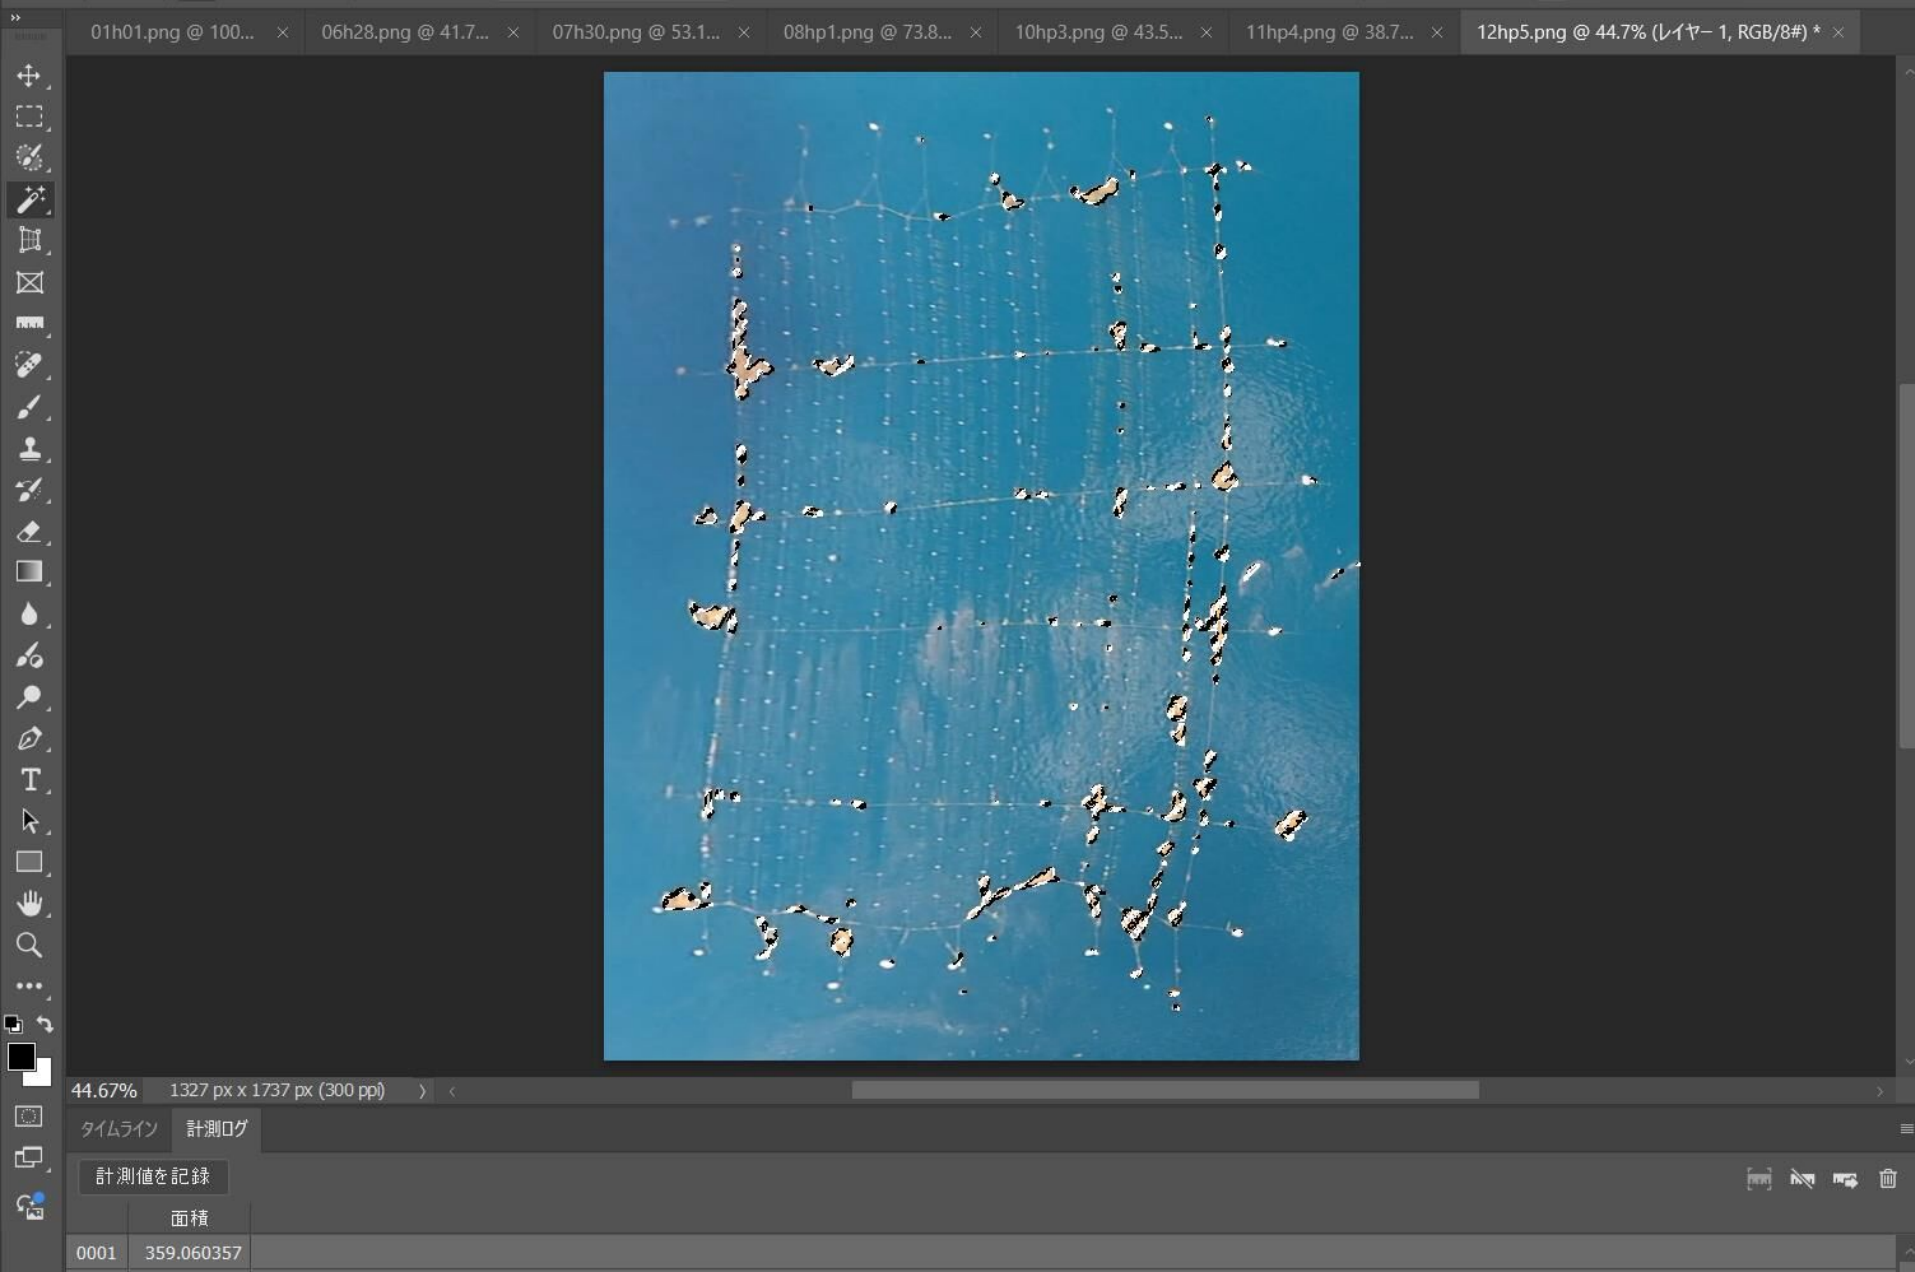 01h01.png @ 100... × 06h28.png @ 41.7... × 07h30.png @ 53.1... × 08hp1.png @ 73.8... × 10hp3.png @ 43.5... × 11hp4.png @ 38.7... × 12hp5.png @ 44.7% (レイヤー 1, RGB/8#) * ×
44.67% 1327 px x 1737 px (300 ppi)
タイムライン 計測ログ
計測値を記録
面積
0001 359.060357